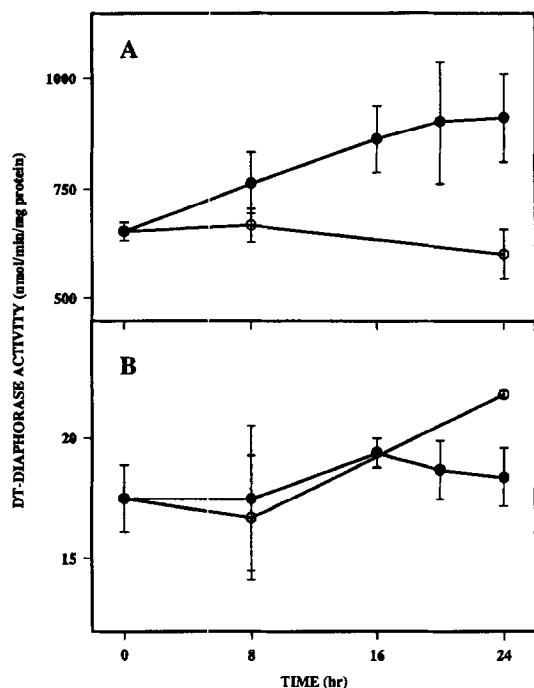 A
1000
750
500
DT-DIAPHORASE ACTIVITY (nmol/min/mg protein)
B
20
15
0 8 16 24
TIME (hr)